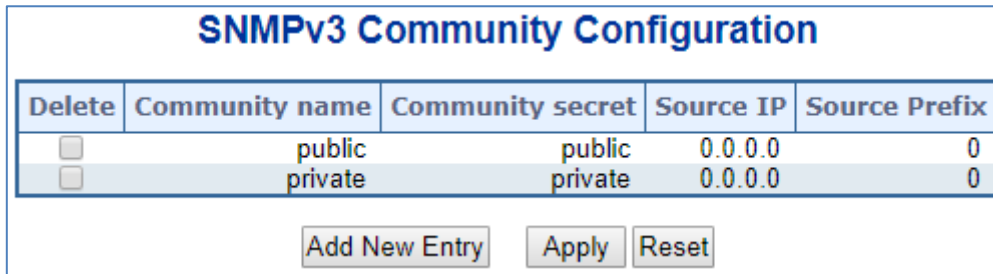 SNMPv3 Community Configuration
Delete Community name Community secret Source IP Source Prefix
public public 0.0.0.0 0
private private 0.0.0.0 0
Add New Entry Apply Reset